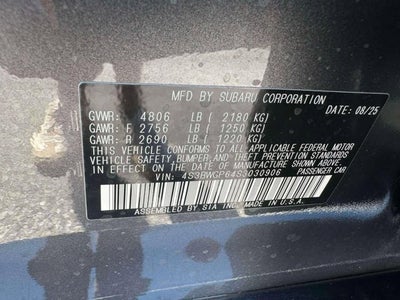 MFD BY SUBARU CORPORATION
DATE: 08/25
GVWR: 4806 LB ( 2180 KG)
GAWR: F 2756 LB ( 1250 KG)
GAWR: R 2690 LB ( 1220 KG)
THIS VEHICLE CONFORMS TO ALL APPLICABLE FEDERAL MOTOR
VEHICLE SAFETY, BUMPER, AND THEFT PREVENTION STANDARDS
IN EFFECT ON THE DATE OF MANUFACTURE SHOWN ABOVE.
VIN: 4S3BWGP64S3030906 PASSENGER CAR
ASSEMBLED BY SIA INC. MADE IN U.S.A.